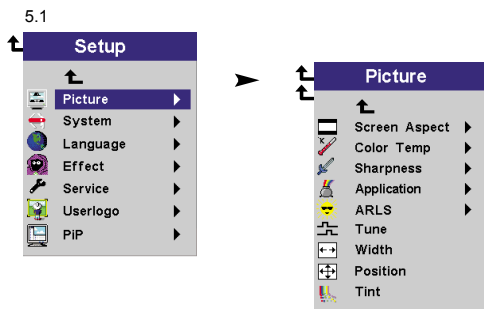 5.1
Setup
Picture
System
Language
Effect
Service
Userlogo
PiP
Picture
Screen Aspect
Color Temp
Sharpness
Application
ARLS
Tune
Width
Position
Tint